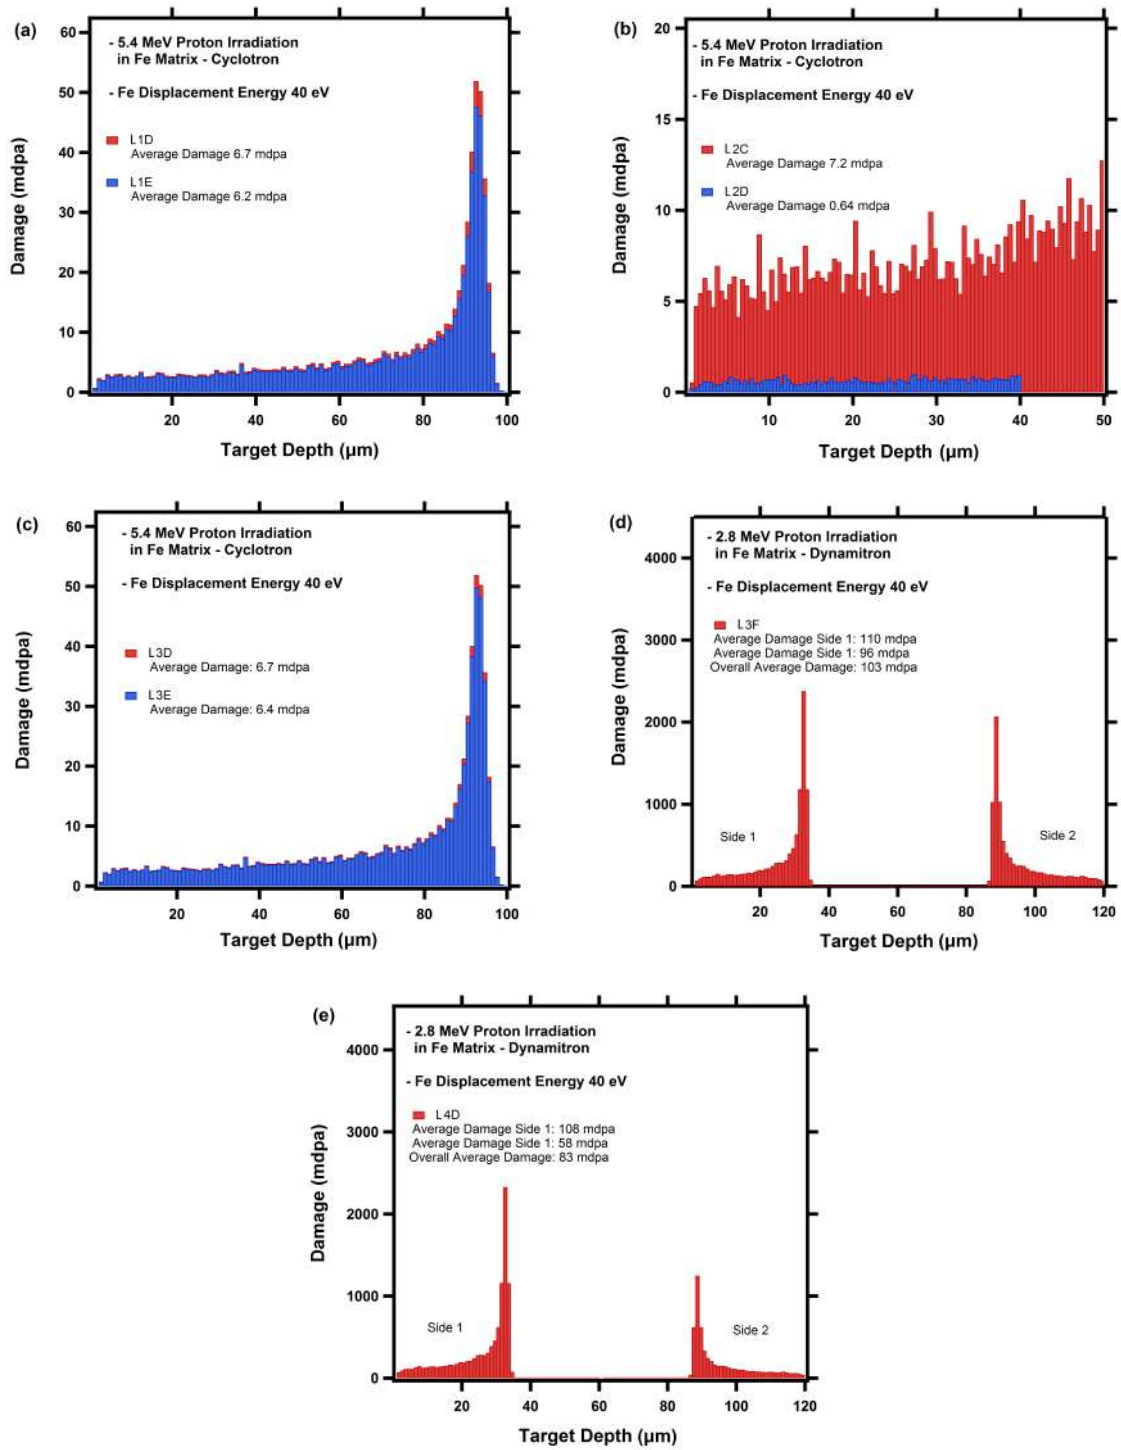 (a)
- 5.4 MeV Proton Irradiation
in Fe Matrix - Cyclotron
- Fe Displacement Energy 40 eV
L1D
Average Damage 6.7 mdpa
L1E
Average Damage 6.2 mdpa
Damage (mdpa)
60
50
40
30
20
10
0
20 40 60 80 100
Target Depth (µm)
(b)
- 5.4 MeV Proton Irradiation
in Fe Matrix - Cyclotron
- Fe Displacement Energy 40 eV
L2C
Average Damage 7.2 mdpa
L2D
Average Damage 0.64 mdpa
Damage (mdpa)
20
15
10
5
0
10 20 30 40 50
Target Depth (µm)
(c)
- 5.4 MeV Proton Irradiation
in Fe Matrix - Cyclotron
- Fe Displacement Energy 40 eV
L3D
Average Damage: 6.7 mdpa
L3E
Average Damage: 6.4 mdpa
Damage (mdpa)
60
50
40
30
20
10
0
20 40 60 80 100
Target Depth (µm)
(d)
- 2.8 MeV Proton Irradiation
in Fe Matrix - Dynamitron
- Fe Displacement Energy 40 eV
L3F
Average Damage Side 1: 110 mdpa
Average Damage Side 1: 96 mdpa
Overall Average Damage: 103 mdpa
Side 1
Side 2
Damage (mdpa)
4000
3000
2000
1000
0
20 40 60 80 100 120
Target Depth (µm)
(e)
- 2.8 MeV Proton Irradiation
in Fe Matrix - Dynamitron
- Fe Displacement Energy 40 eV
L4D
Average Damage Side 1: 108 mdpa
Average Damage Side 1: 58 mdpa
Overall Average Damage: 83 mdpa
Side 1
Side 2
Damage (mdpa)
4000
3000
2000
1000
0
20 40 60 80 100 120
Target Depth (µm)